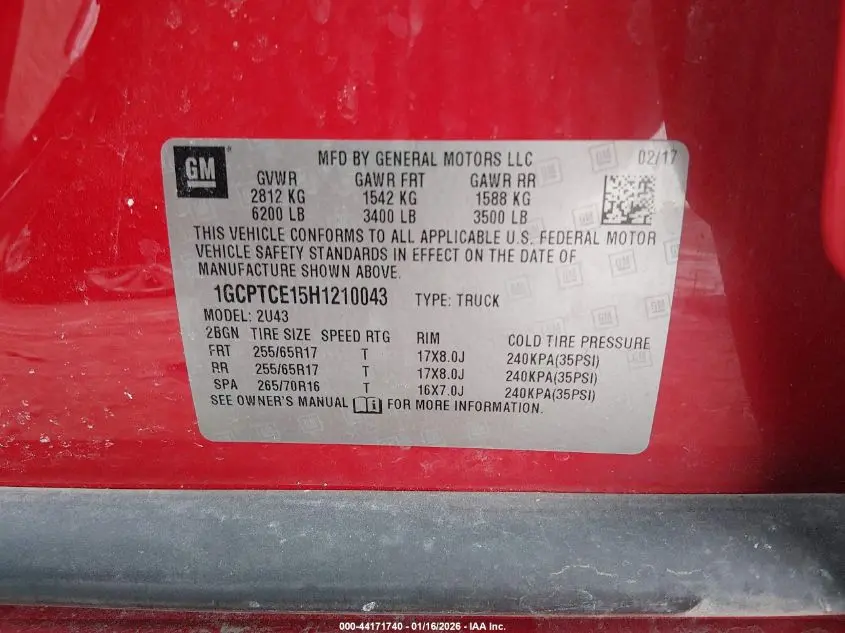 GM
MFD BY GENERAL MOTORS LLC 02/17
GVWR GAWR FRT GAWR RR
2812 KG 1542 KG 1588 KG
6200 LB 3400 LB 3500 LB
THIS VEHICLE CONFORMS TO ALL APPLICABLE U.S. FEDERAL MOTOR
VEHICLE SAFETY STANDARDS IN EFFECT ON THE DATE OF
MANUFACTURE SHOWN ABOVE.
1GCPTCE15H1210043 TYPE: TRUCK
MODEL: 2U43
2BGN TIRE SIZE SPEED RTG RIM COLD TIRE PRESSURE
FRT 255/65R17 T 17X8.0J 240KPA(35PSI)
RR 255/65R17 T 17X8.0J 240KPA(35PSI)
SPA 265/70R16 T 16X7.0J 240KPA(35PSI)
SEE OWNER'S MANUAL i FOR MORE INFORMATION.
000-44171740 - 01/16/2026 - IAA Inc.